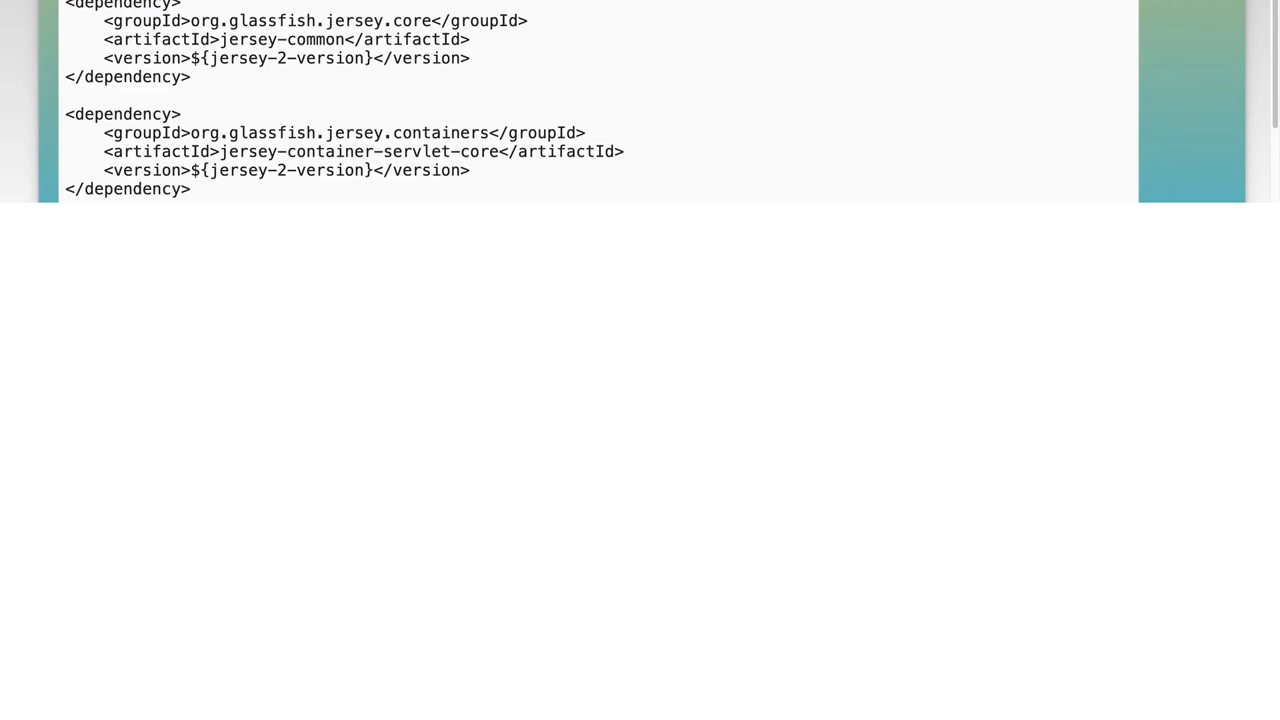 <dependency>
    <groupId>org.glassfish.jersey.core</groupId>
    <artifactId>jersey-common</artifactId>
    <version>${jersey-2-version}</version>
</dependency>

<dependency>
    <groupId>org.glassfish.jersey.containers</groupId>
    <artifactId>jersey-container-servlet-core</artifactId>
    <version>${jersey-2-version}</version>
</dependency>